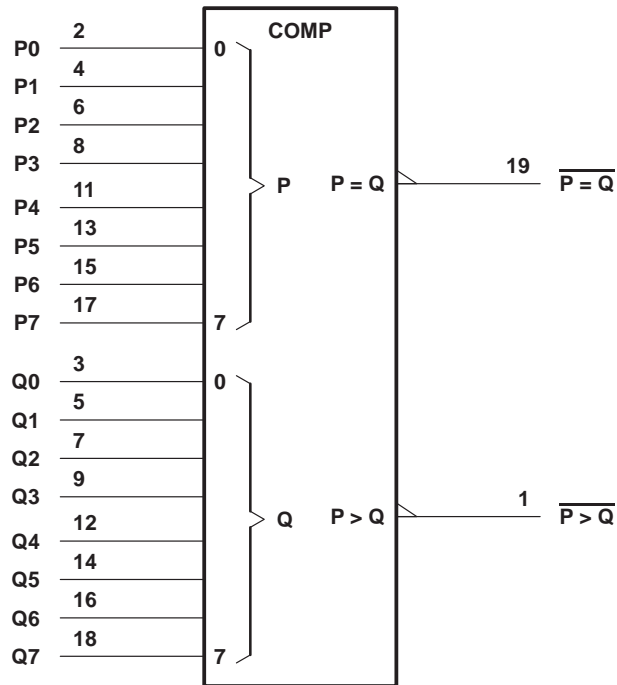 COMP
P0 2 0
P1 4
P2 6
P3 8
P P = Q 19 P = Q
P4 11
P5 13
P6 15
P7 17 7
Q0 3 0
Q1 5
Q2 7
Q3 9
Q P > Q 1 P > Q
Q4 12
Q5 14
Q6 16
Q7 18 7